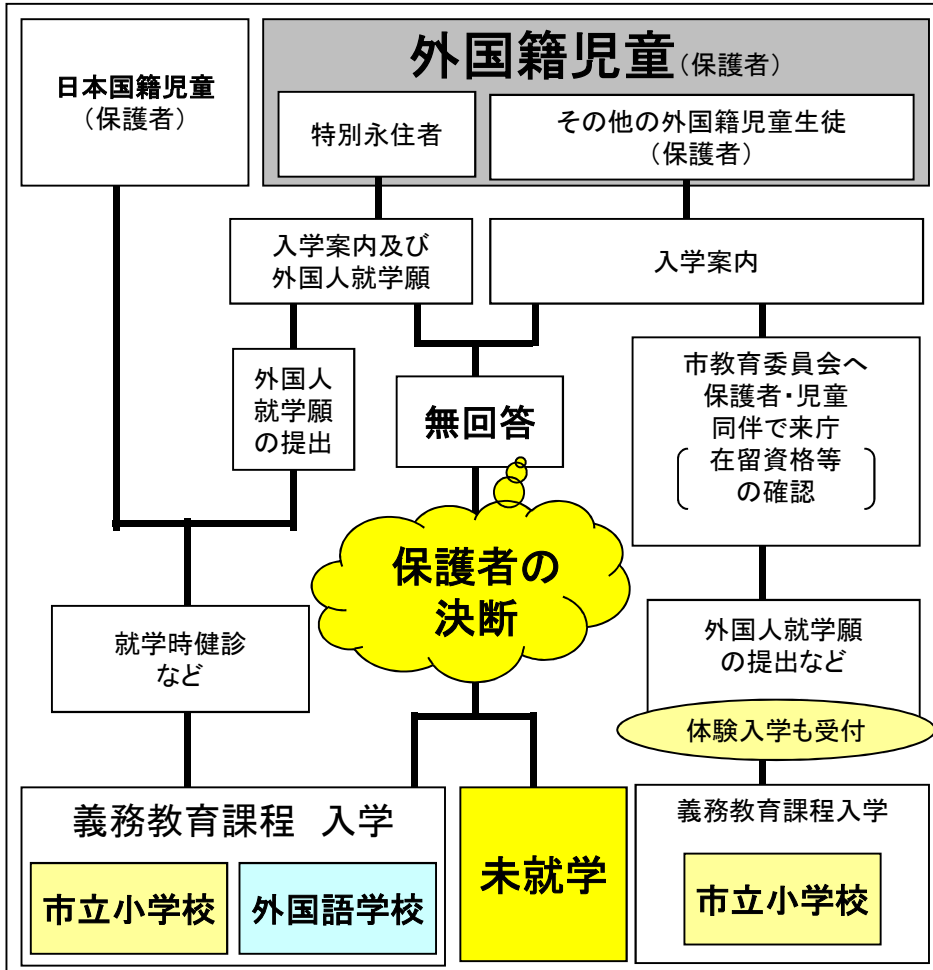 日本国籍児童
（保護者）
外国籍児童（保護者）
特別永住者
その他の外国籍児童生徒
（保護者）
入学案内及び
外国人就学願
入学案内
外国人
就学願
の提出
無回答
市教育委員会へ
保護者・児童
同伴で来庁
在留資格等
の確認
保護者の
決断
就学時健診
など
外国人就学願
の提出など
体験入学も受付
義務教育課程　入学
市立小学校
外国語学校
未就学
義務教育課程入学
市立小学校